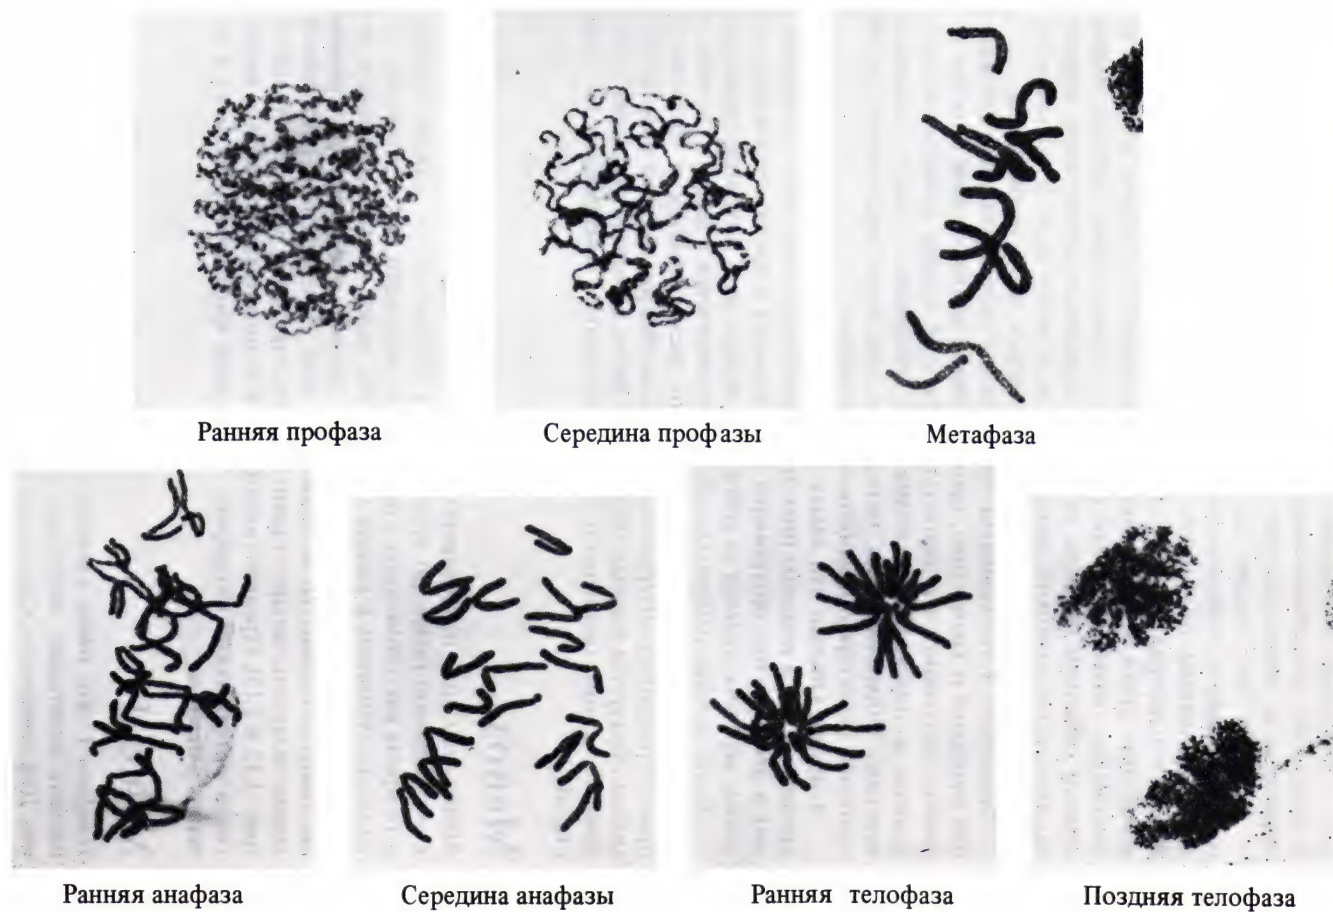 Ранняя профаза
Середина профазы
Метафаза
Ранняя анафаза
Середина анафазы
Ранняя телофаза
Поздняя телофаза